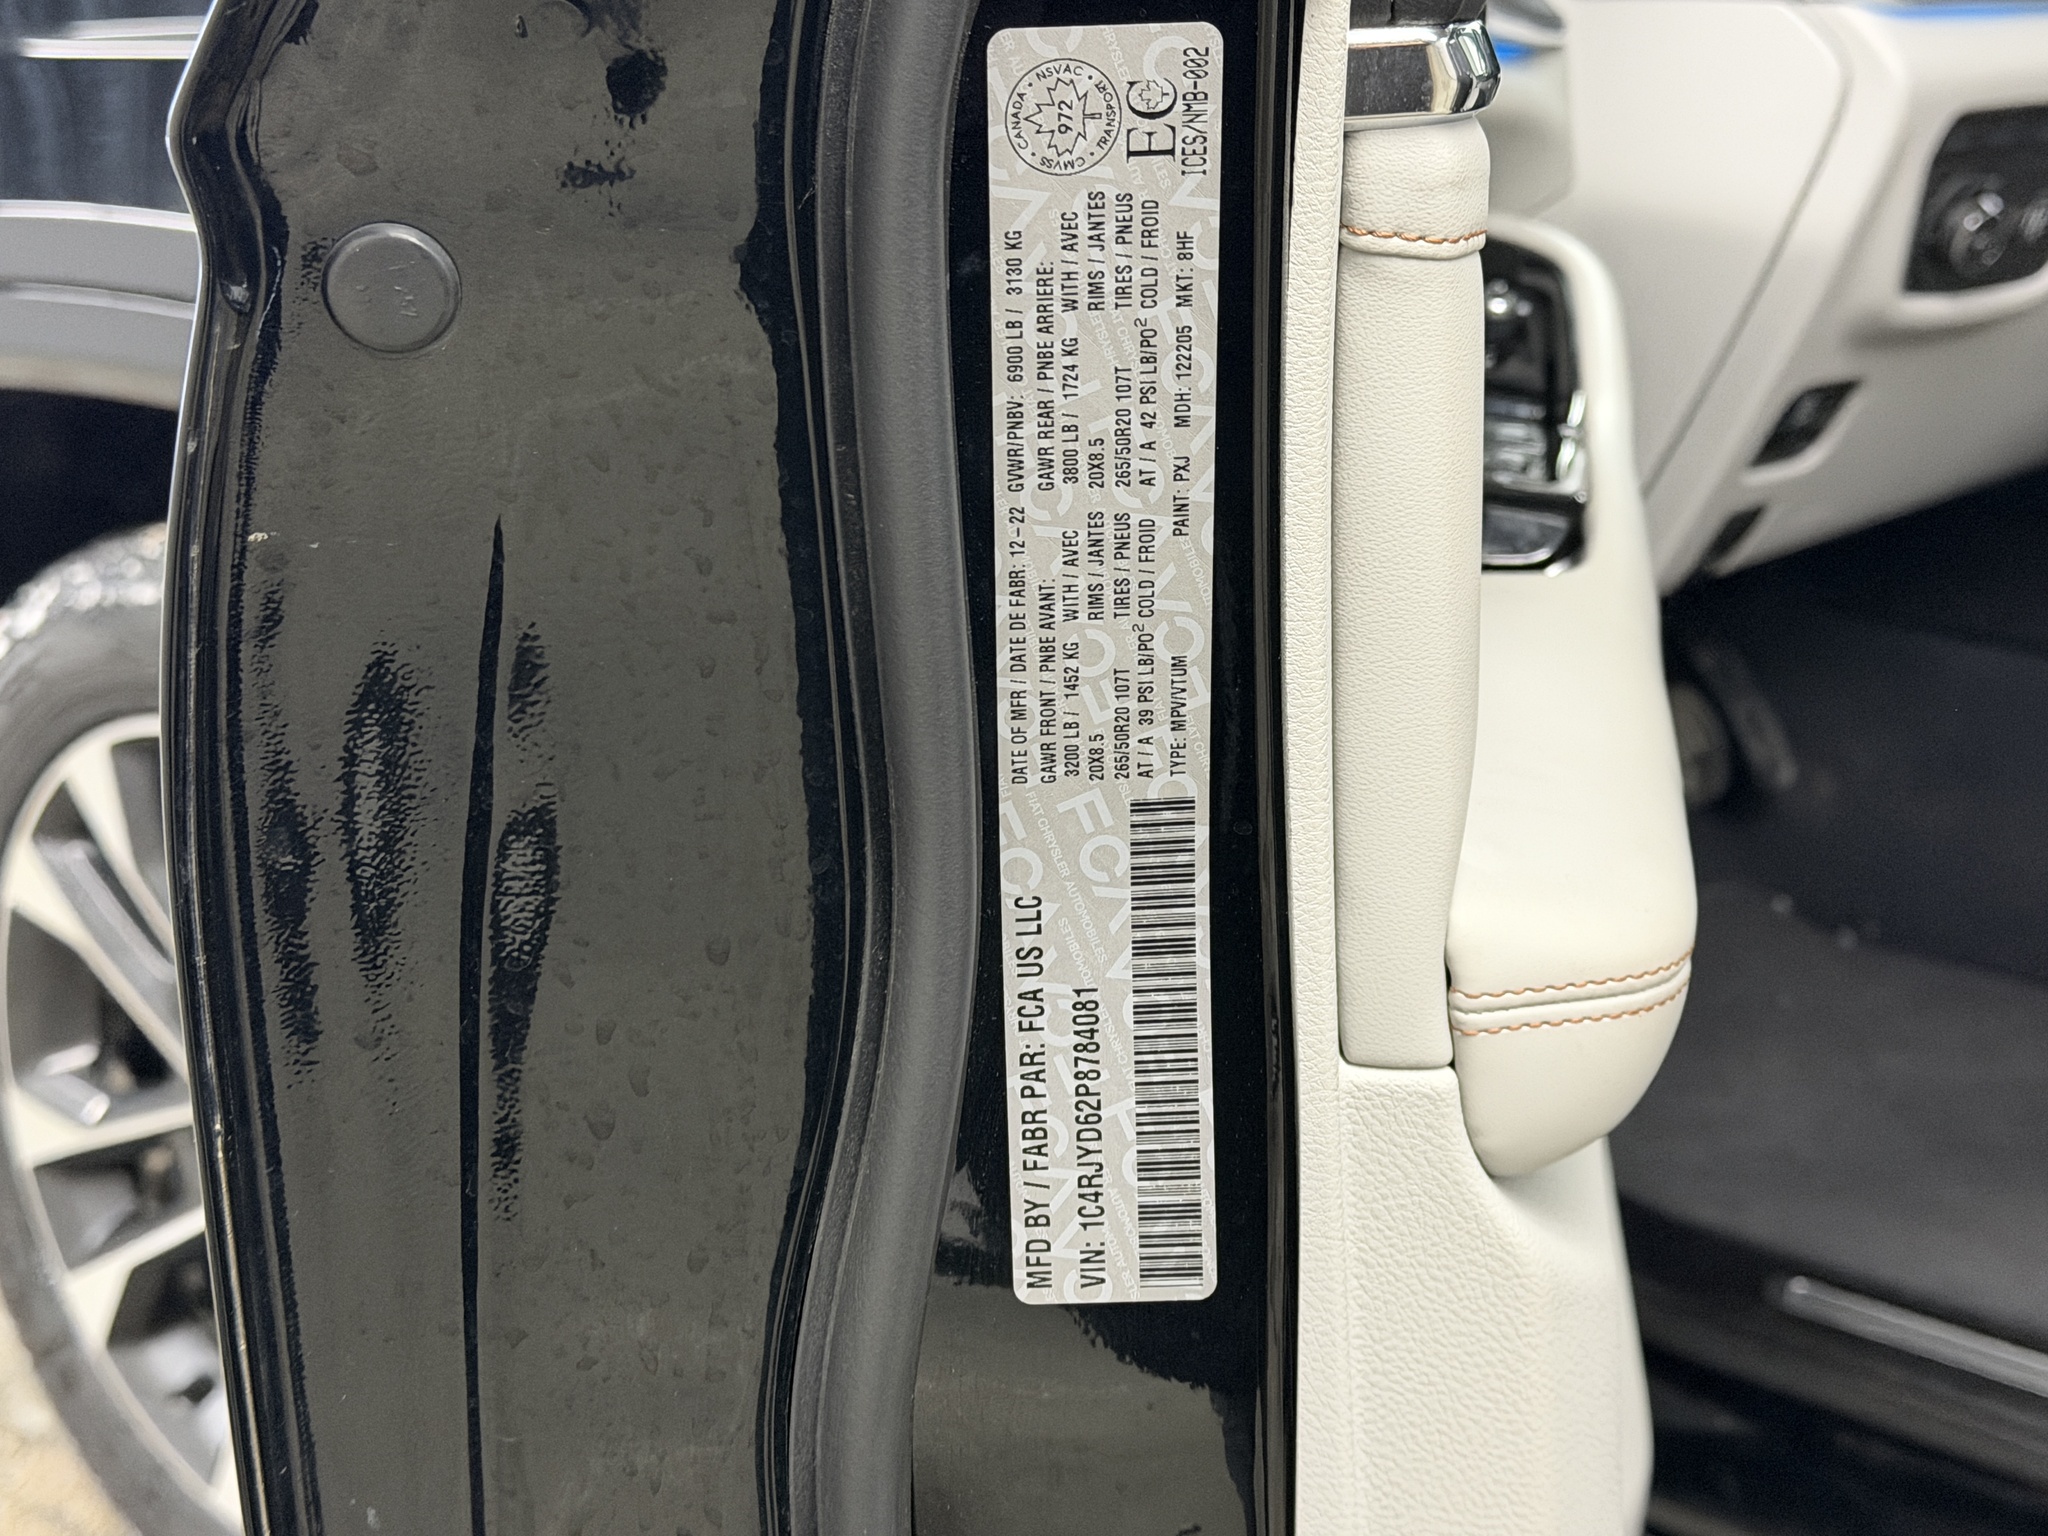 MFD BY / FABR PAR: FCA US LLC
VIN: 1C4RJYD62P8784081
DATE OF MFR / DATE DE FABR: 12-22 GVWR/PNBV: 6900 LB / 3130 KG
GAWR FRONT / PNBE AVANT: GAWR REAR / PNBE ARRIERE:
3200 LB / 1452 KG WITH / AVEC 3800 LB / 1724 KG WITH / AVEC
20X8.5 RIMS / JANTES 20X8.5 RIMS / JANTES
265/50R20 107T TIRES / PNEUS 265/50R20 107T TIRES / PNEUS
AT / A 39 PSI LB/PO² COLD / FROID AT / A 42 PSI LB/PO² COLD / FROID
TYPE: MPV/VTUM PAINT: PXJ MDH: 122205 MKT: 8HF
CANADA • NSVAC • TRANSPORT • CMVSS •
972
EC
ICES/NMB-002
FCA
FIAT CHRYSLER AUTOMOBILES